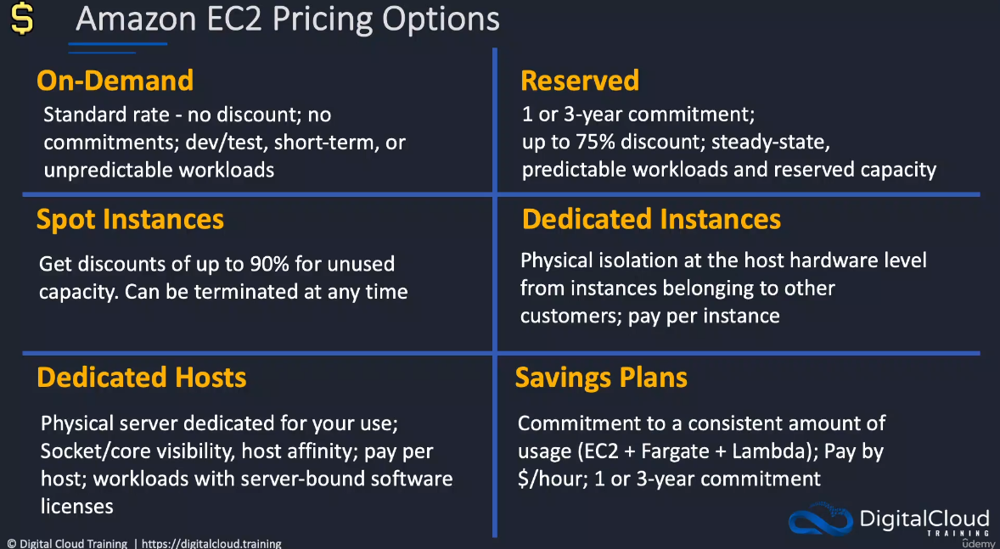 $
Amazon EC2 Pricing Options
On-Demand
Standard rate - no discount; no
commitments; dev/test, short-term, or
unpredictable workloads
Reserved
1 or 3-year commitment;
up to 75% discount; steady-state,
predictable workloads and reserved capacity
Spot Instances
Get discounts of up to 90% for unused
capacity. Can be terminated at any time
Dedicated Instances
Physical isolation at the host hardware level
from instances belonging to other
customers; pay per instance
Dedicated Hosts
Physical server dedicated for your use;
Socket/core visibility, host affinity; pay per
host; workloads with server-bound software
licenses
Savings Plans
Commitment to a consistent amount of
usage (EC2 + Fargate + Lambda); Pay by
$/hour; 1 or 3-year commitment
DigitalCloud
TRAINING
© Digital Cloud Training | https://digitalcloud.training
ûdemy